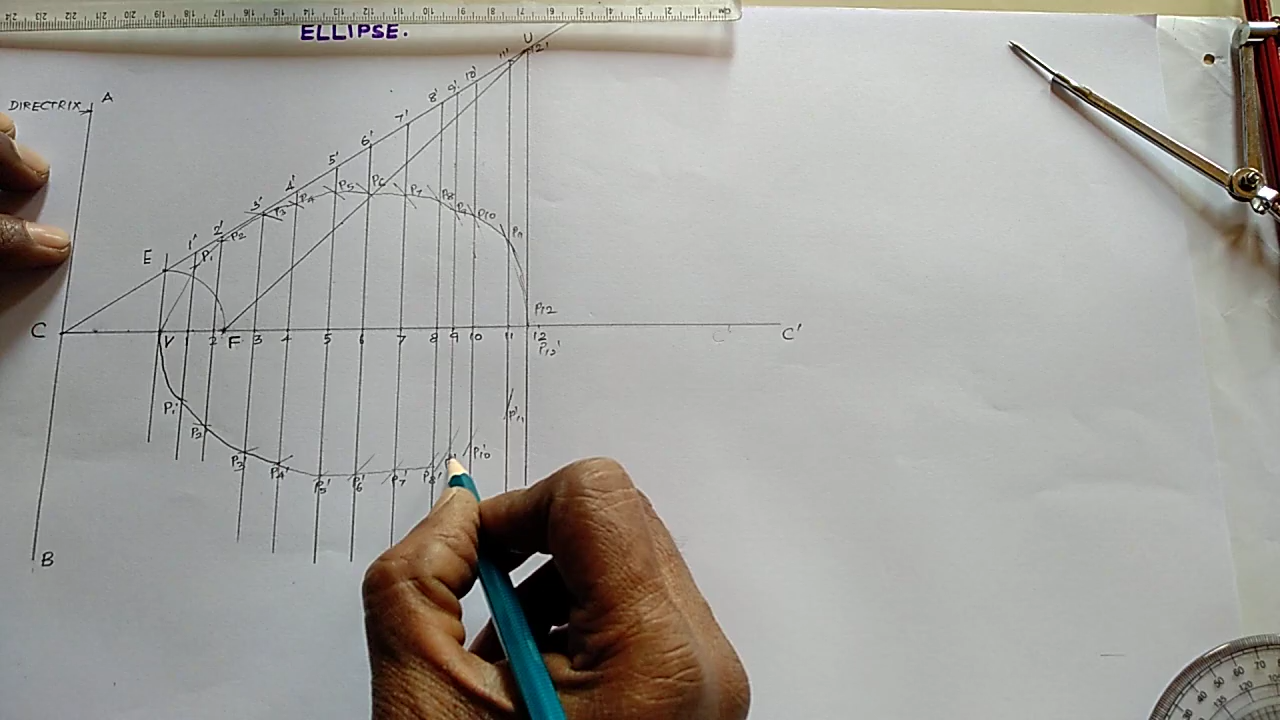 ELLIPSE.
cm
U
11' 12'
10'
9'
8'
7'
6'
5'
4'
3'
2'
1'
DIRECTRIX A
E
P1 P2 P3 P4 P5 P6 P7 P8 P9 P10 P11
P12
C V 1 2 F 3 4 5 6 7 8 9 10 11 12 C' C'
P12'
P1' P2' P3' P4' P5' P6' P7' P8' P10' P'11
B